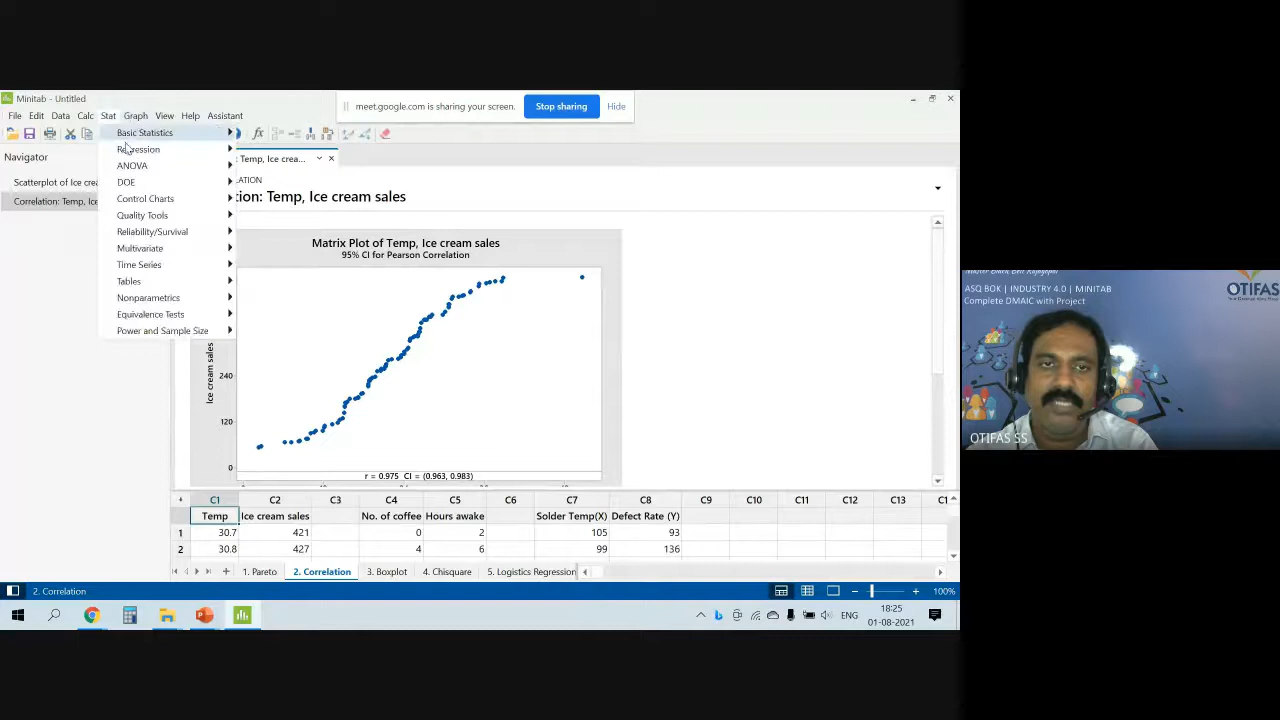 Minitab - Untitled
meet.google.com is sharing your screen.
Stop sharing
Hide
File Edit Data Calc Stat Graph View Help Assistant
Basic Statistics
Regression
ANOVA
DOE
Control Charts
Quality Tools
Reliability/Survival
Multivariate
Time Series
Tables
Nonparametrics
Equivalence Tests
Power and Sample Size
Navigator
Scatterplot of Ice crea
Correlation: Temp, Ice
: Temp, Ice crea...
LATION
tion: Temp, Ice cream sales
Matrix Plot of Temp, Ice cream sales
95% CI for Pearson Correlation
Ice cream sales
240
120
0
r = 0.975 CI = (0.963, 0.983)
C1 C2 C3 C4 C5 C6 C7 C8 C9 C10 C11 C12 C13 C1
Temp Ice cream sales No. of coffee Hours awake Solder Temp(X) Defect Rate (Y)
1 30.7 421 0 2 105 93
2 30.8 427 4 6 99 136
1. Pareto 2. Correlation 3. Boxplot 4. Chisquare 5. Logistics Regression
2. Correlation
100%
ENG
18:25
01-08-2021
ASQ BOK | INDUSTRY 4.0 | MINITAB
Complete DMAIC with Project
OTIFAS
OTIFAS SS